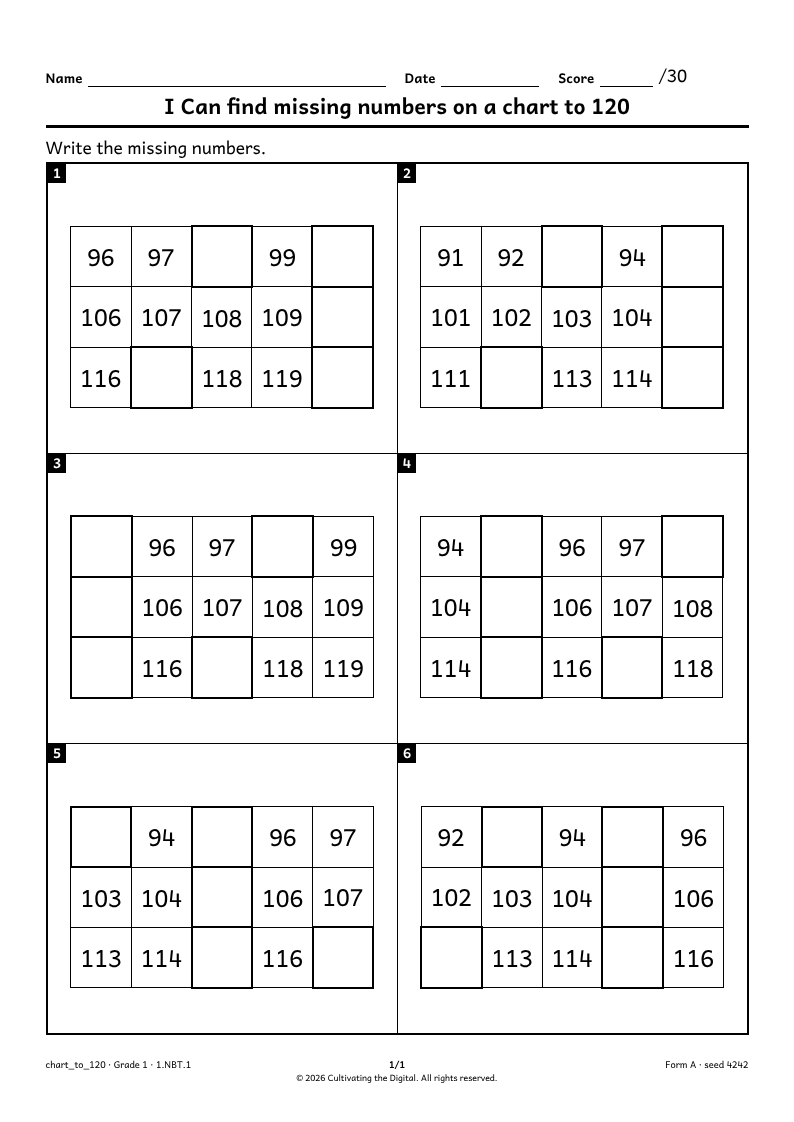 Name Date Score /30
I Can find missing numbers on a chart to 120
Write the missing numbers.
1
96 97 99
106 107 108 109
116 118 119
2
91 92 94
101 102 103 104
111 113 114
3
96 97 99
106 107 108 109
116 118 119
4
94 96 97
104 106 107 108
114 116 118
5
94 96 97
103 104 106 107
113 114 116
6
92 94 96
102 103 104 106
113 114 116
chart_to_120 · Grade 1 · 1.NBT.1 1/1 Form A · seed 4242
© 2026 Cultivating the Digital. All rights reserved.